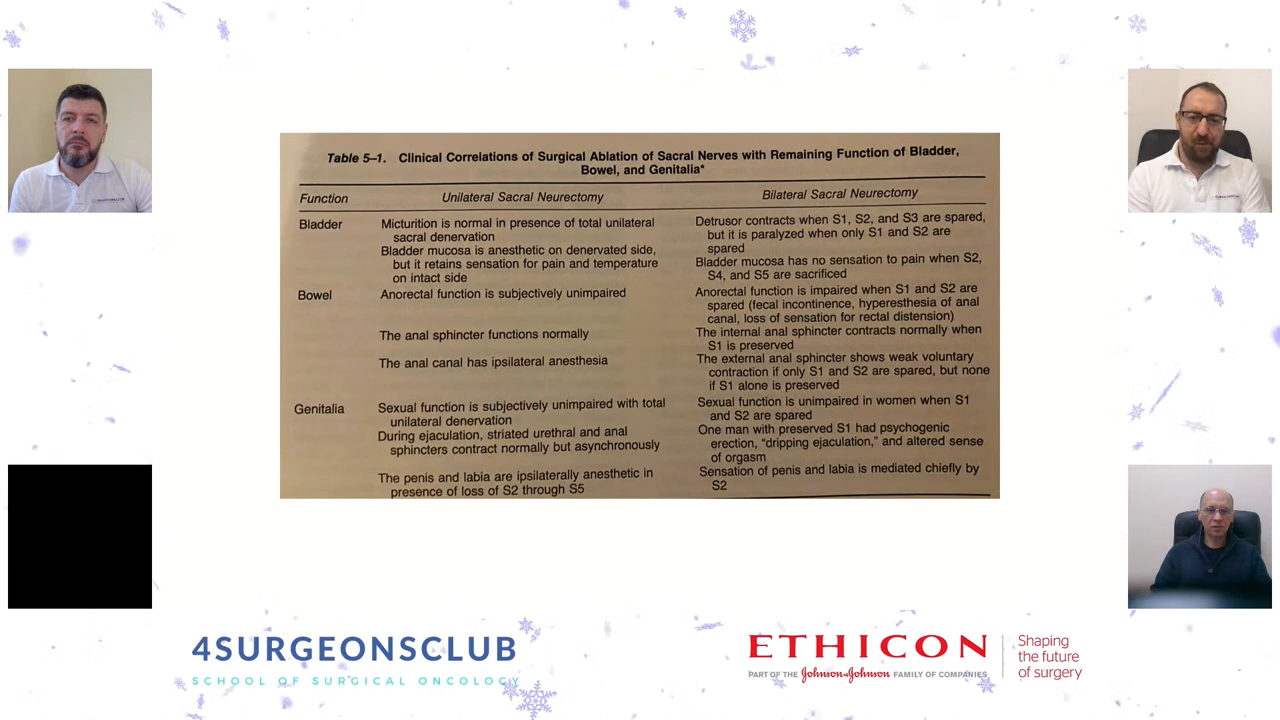 Table 5–1. Clinical Correlations of Surgical Ablation of Sacral Nerves with Remaining Function of Bladder,
Bowel, and Genitalia*
Function
Unilateral Sacral Neurectomy
Bilateral Sacral Neurectomy
Bladder
Micturition is normal in presence of total unilateral
sacral denervation
Bladder mucosa is anesthetic on denervated side,
but it retains sensation for pain and temperature
on intact side
Detrusor contracts when S1, S2, and S3 are spared,
but it is paralyzed when only S1 and S2 are
spared
Bladder mucosa has no sensation to pain when S2,
S4, and S5 are sacrificed
Bowel
Anorectal function is subjectively unimpaired
Anorectal function is impaired when S1 and S2 are
spared (fecal incontinence, hyperesthesia of anal
canal, loss of sensation for rectal distension)
The anal sphincter functions normally
The internal anal sphincter contracts normally when
S1 is preserved
The anal canal has ipsilateral anesthesia
The external anal sphincter shows weak voluntary
contraction if only S1 and S2 are spared, but none
if S1 alone is preserved
Genitalia
Sexual function is subjectively unimpaired with total
unilateral denervation
During ejaculation, striated urethral and anal
sphincters contract normally but asynchronously
The penis and labia are ipsilaterally anesthetic in
presence of loss of S2 through S5
Sexual function is unimpaired in women when S1
and S2 are spared
One man with preserved S1 had psychogenic
erection, “dripping ejaculation,” and altered sense
of orgasm
Sensation of penis and labia is mediated chiefly by
S2
4SURGEONSCLUB
SCHOOL OF SURGICAL ONCOLOGY
ETHICON
PART OF THE Johnson&Johnson FAMILY OF COMPANIES
Shaping
the future
of surgery